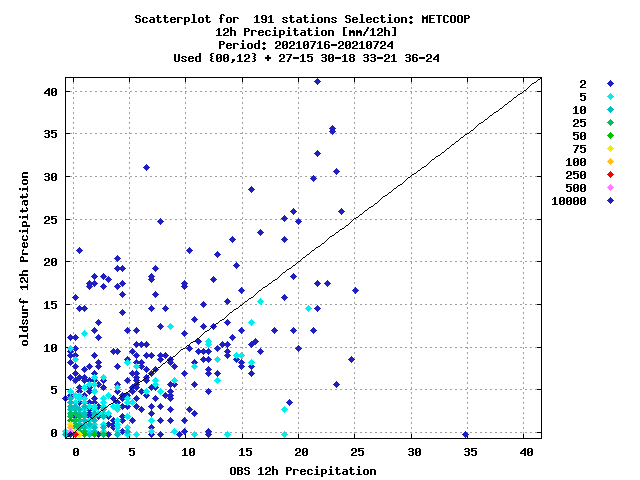 Scatterplot for  191 stations Selection: METCOOP
12h Precipitation [mm/12h]
Period: 20210716-20210724
Used {00,12} + 27-15 30-18 33-21 36-24
oldsurf 12h Precipitation
40
35
30
25
20
15
10
5
0
0 5 10 15 20 25 30 35 40
OBS 12h Precipitation
2
5
10
25
50
75
100
250
500
10000